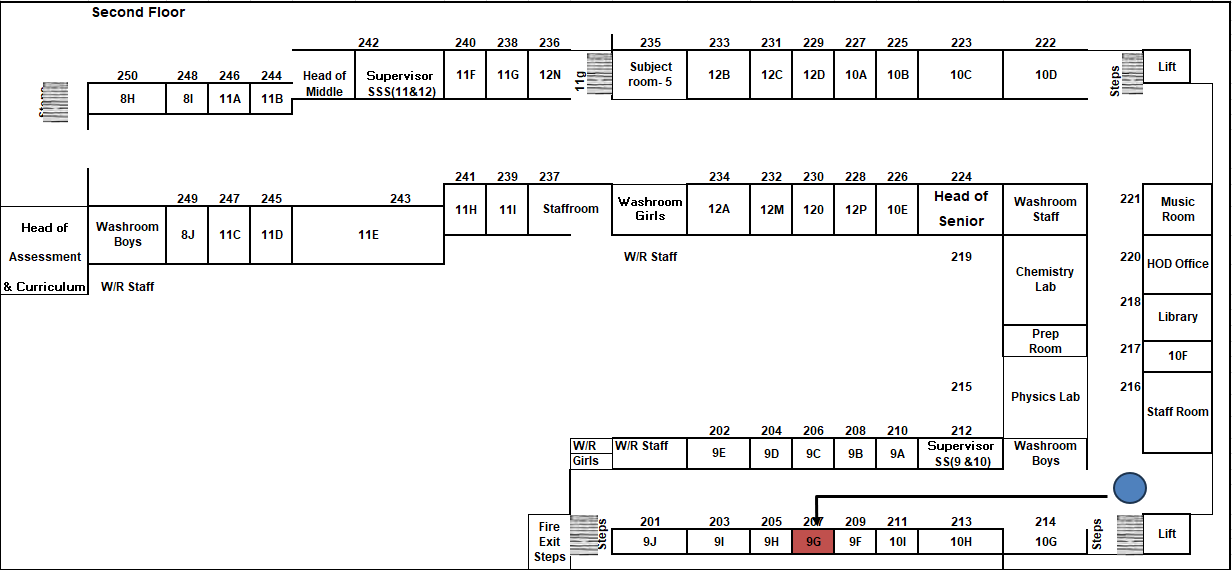 Second Floor
242 240 238 236 235 233 231 229 227 225 223 222
250 248 246 244
Head of
Middle
Supervisor
SSS(11&12)
11F 11G 12N
11g
Subject
room- 5
12B 12C 12D 10A 10B 10C 10D
Steps
Lift
8H 8I 11A 11B
Steps
241 239 237 234 232 230 228 226 224
249 247 245 243
11H 11I Staffroom
Washroom
Girls
12A 12M 120 12P 10E
Head of
Senior
Washroom
Staff
221
Music
Room
Head of
Assessment
& Curriculum
Washroom
Boys
8J 11C 11D 11E
W/R Staff
W/R Staff
219
Chemistry
Lab
220
HOD Office
218
Library
Prep
Room
217
10F
215
Physics Lab
216
Staff Room
202 204 206 208 210 212
W/R
Girls
W/R Staff
9E 9D 9C 9B 9A
Supervisor
SS(9 &10)
Washroom
Boys
201 203 205 207 209 211 213 214
Fire
Exit
Steps
Steps
9J 9I 9H 9G 9F 10I 10H 10G
Steps
Lift